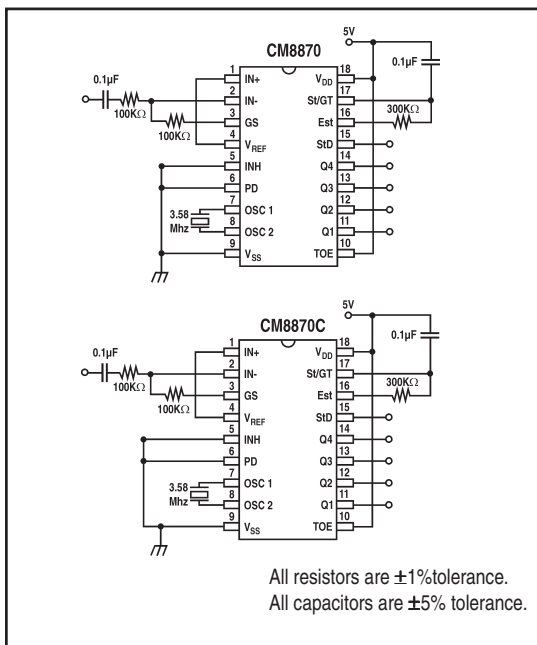 5V
CM8870
0.1µF
0.1µF
100KΩ
100KΩ
300KΩ
1 IN+
2 IN-
3 GS
4 VREF
5 INH
6 PD
7 OSC 1
8 OSC 2
9 VSS
3.58
Mhz
18 VDD
17 St/GT
16 Est
15 StD
14 Q4
13 Q3
12 Q2
11 Q1
10 TOE
5V
CM8870C
0.1µF
0.1µF
100KΩ
100KΩ
300KΩ
1 IN+
2 IN-
3 GS
4 VREF
5 INH
6 PD
7 OSC 1
8 OSC 2
9 VSS
3.58
Mhz
18 VDD
17 St/GT
16 Est
15 StD
14 Q4
13 Q3
12 Q2
11 Q1
10 TOE
All resistors are ±1%tolerance.
All capacitors are ±5% tolerance.